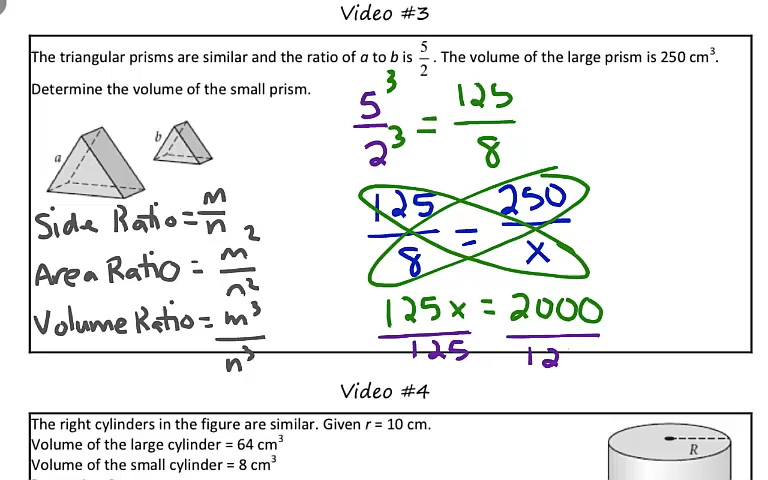 Video #3
The triangular prisms are similar and the ratio of a to b is 5/2. The volume of the large prism is 250 cm³.
Determine the volume of the small prism.
5³/2³ = 125/8
a
b
Side Ratio = m/n
Area Ratio = m²/n²
Volume Ratio = m³/n³
125/8 = 250/x
125x = 2000
125 12
Video #4
The right cylinders in the figure are similar. Given r = 10 cm.
Volume of the large cylinder = 64 cm³
Volume of the small cylinder = 8 cm³
R